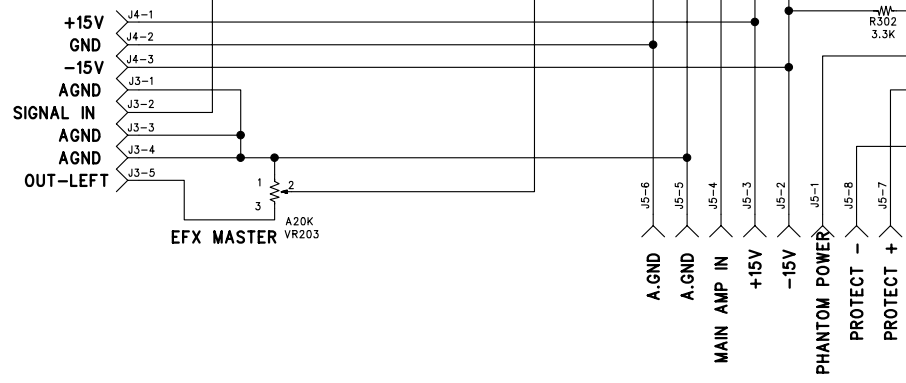 +15V J4-1
GND J4-2
-15V J4-3
AGND J3-1
SIGNAL IN J3-2
AGND J3-3
AGND J3-4
OUT-LEFT J3-5
1 2
3
A20K
EFX MASTER VR203
R302
3.3K
J5-6
J5-5
J5-4
J5-3
J5-2
J5-1
J5-8
J5-7
A.GND
A.GND
MAIN AMP IN
+15V
-15V
PHANTOM POWER
PROTECT -
PROTECT +